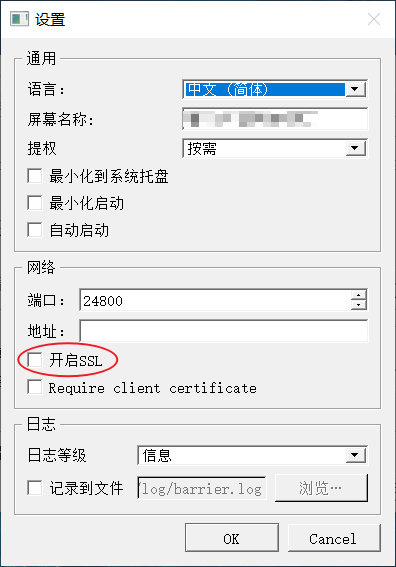 设置
通用
语言：
中文 (简体)
屏幕名称:
提权
按需
最小化到系统托盘
最小化启动
自动启动
网络
端口：
24800
地址:
开启SSL
Require client certificate
日志
日志等级
信息
记录到文件
/log/barrier.log
浏览…
OK
Cancel